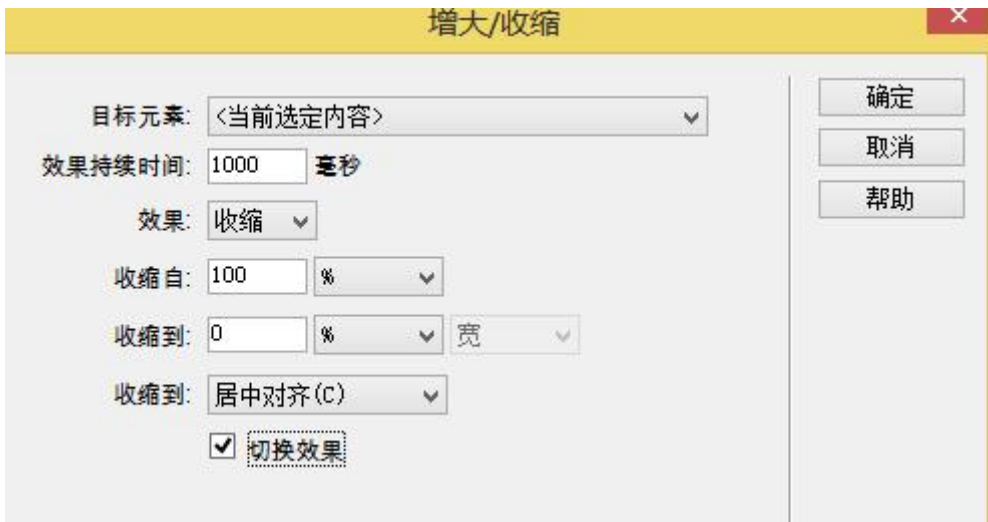 增大/收缩
目标元素: <当前选定内容>
确定
效果持续时间: 1000 毫秒
取消
效果: 收缩
帮助
收缩自: 100 %
收缩到: 0 % 宽
收缩到: 居中对齐(C)
切换效果